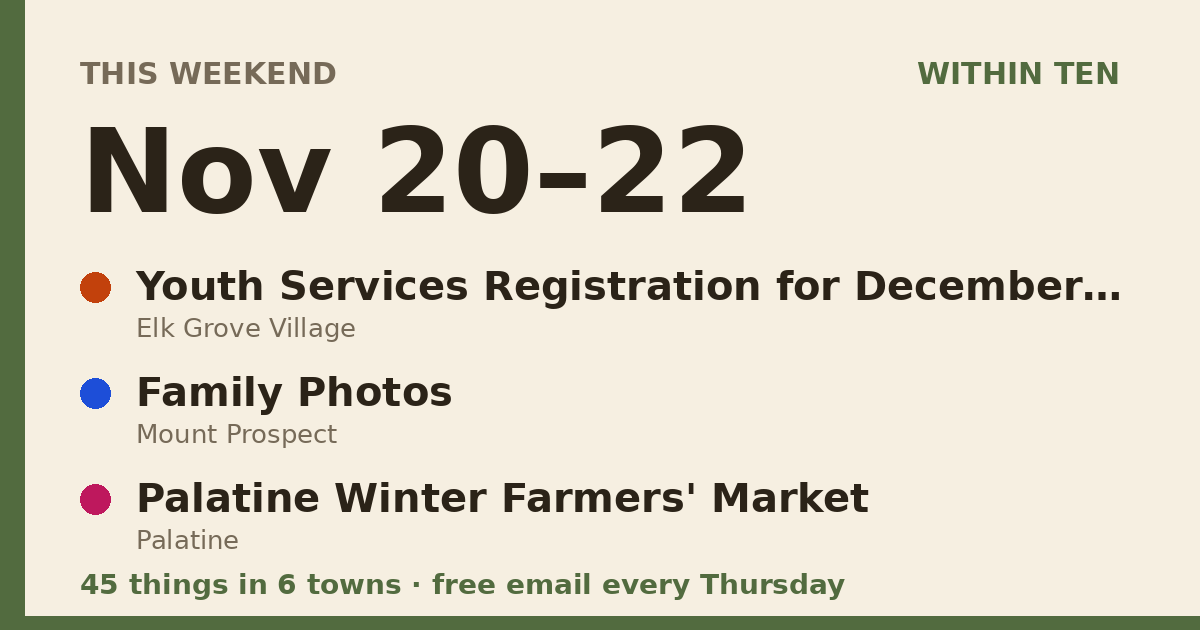 THIS WEEKEND
WITHIN TEN
Nov 20–22
Youth Services Registration for December…
Elk Grove Village
Family Photos
Mount Prospect
Palatine Winter Farmers' Market
Palatine
45 things in 6 towns · free email every Thursday